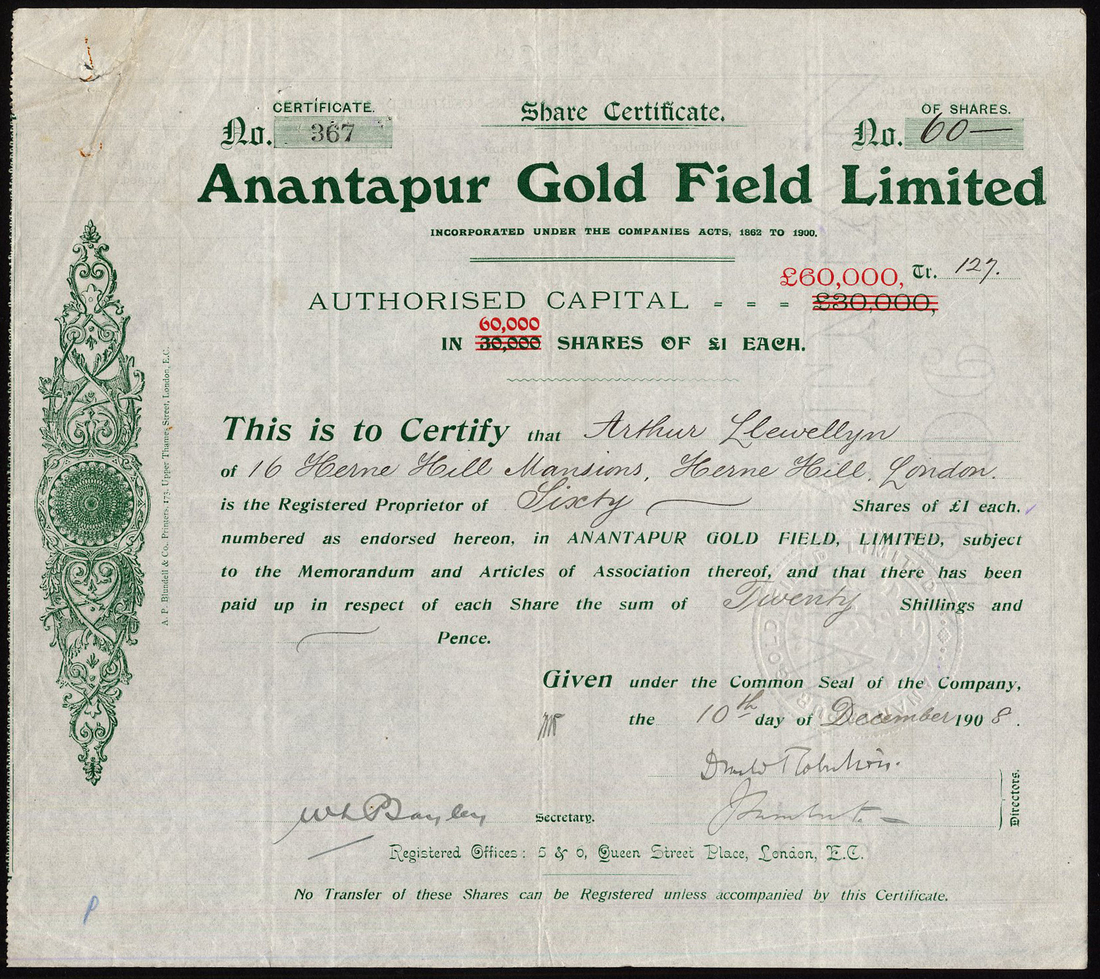 CERTIFICATE.
No. 367
Share Certificate.
OF SHARES.
No. 60—
Anantapur Gold Field Limited
INCORPORATED UNDER THE COMPANIES ACTS, 1862 TO 1900.
£60,000, Tr. 127.
AUTHORISED CAPITAL - - - £30,000,
60,000
IN 30,000 SHARES OF £1 EACH.
This is to Certify that Arthur Llewellyn
of 16 Herne Hill Mansions, Herne Hill, London.
is the Registered Proprietor of Sixty — Shares of £1 each,
numbered as endorsed hereon, in ANANTAPUR GOLD FIELD, LIMITED, subject
to the Memorandum and Articles of Association thereof, and that there has been
paid up in respect of each Share the sum of Twenty Shillings and
— Pence.
Given under the Common Seal of the Company,
the 10th day of December 1908.
Secretary.
Directors.
Registered Offices: 5 & 6, Queen Street Place, London, E.C.
No Transfer of these Shares can be Registered unless accompanied by this Certificate.
A. P. Blundell & Co., Printers, 173, Upper Thames Street, London, E.C.